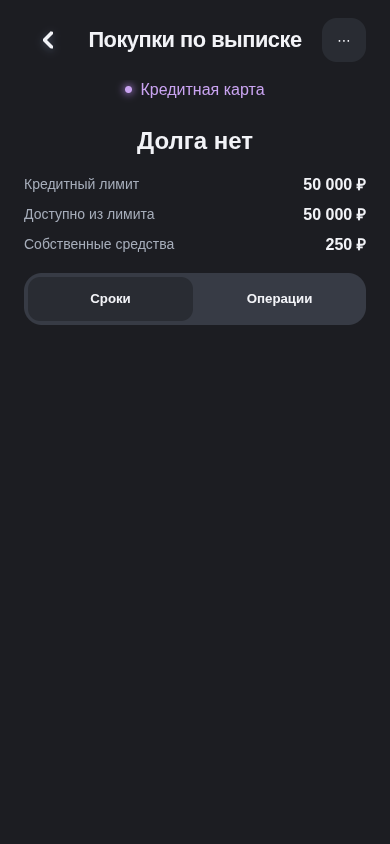 Покупки по выписке
...
Кредитная карта
Долга нет
Кредитный лимит 50 000 ₽
Доступно из лимита 50 000 ₽
Собственные средства 250 ₽
Сроки Операции